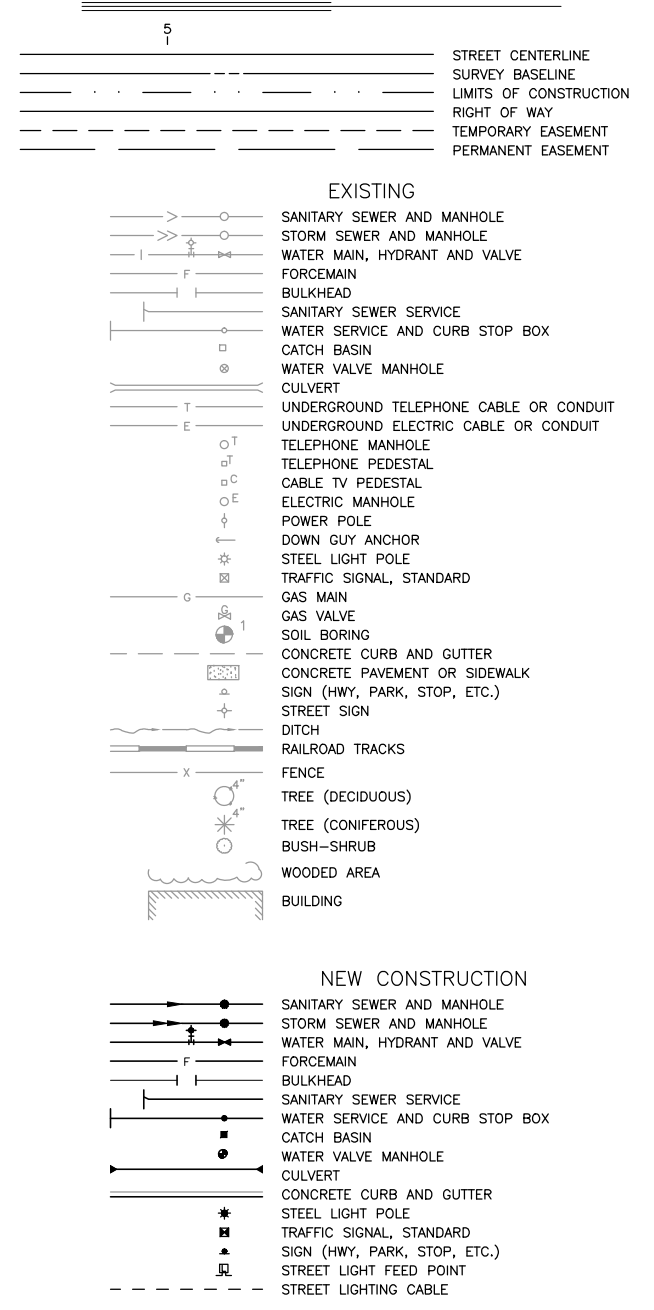 5
STREET CENTERLINE
SURVEY BASELINE
LIMITS OF CONSTRUCTION
RIGHT OF WAY
TEMPORARY EASEMENT
PERMANENT EASEMENT
EXISTING
SANITARY SEWER AND MANHOLE
STORM SEWER AND MANHOLE
WATER MAIN, HYDRANT AND VALVE
F FORCEMAIN
BULKHEAD
SANITARY SEWER SERVICE
WATER SERVICE AND CURB STOP BOX
CATCH BASIN
WATER VALVE MANHOLE
CULVERT
T UNDERGROUND TELEPHONE CABLE OR CONDUIT
E UNDERGROUND ELECTRIC CABLE OR CONDUIT
T TELEPHONE MANHOLE
T TELEPHONE PEDESTAL
C CABLE TV PEDESTAL
E ELECTRIC MANHOLE
POWER POLE
DOWN GUY ANCHOR
STEEL LIGHT POLE
TRAFFIC SIGNAL, STANDARD
G GAS MAIN
G GAS VALVE
1 SOIL BORING
CONCRETE CURB AND GUTTER
CONCRETE PAVEMENT OR SIDEWALK
SIGN (HWY, PARK, STOP, ETC.)
STREET SIGN
DITCH
RAILROAD TRACKS
X FENCE
4" TREE (DECIDUOUS)
4" TREE (CONIFEROUS)
BUSH-SHRUB
WOODED AREA
BUILDING
NEW CONSTRUCTION
SANITARY SEWER AND MANHOLE
STORM SEWER AND MANHOLE
WATER MAIN, HYDRANT AND VALVE
F FORCEMAIN
BULKHEAD
SANITARY SEWER SERVICE
WATER SERVICE AND CURB STOP BOX
CATCH BASIN
WATER VALVE MANHOLE
CULVERT
CONCRETE CURB AND GUTTER
STEEL LIGHT POLE
TRAFFIC SIGNAL, STANDARD
SIGN (HWY, PARK, STOP, ETC.)
STREET LIGHT FEED POINT
STREET LIGHTING CABLE